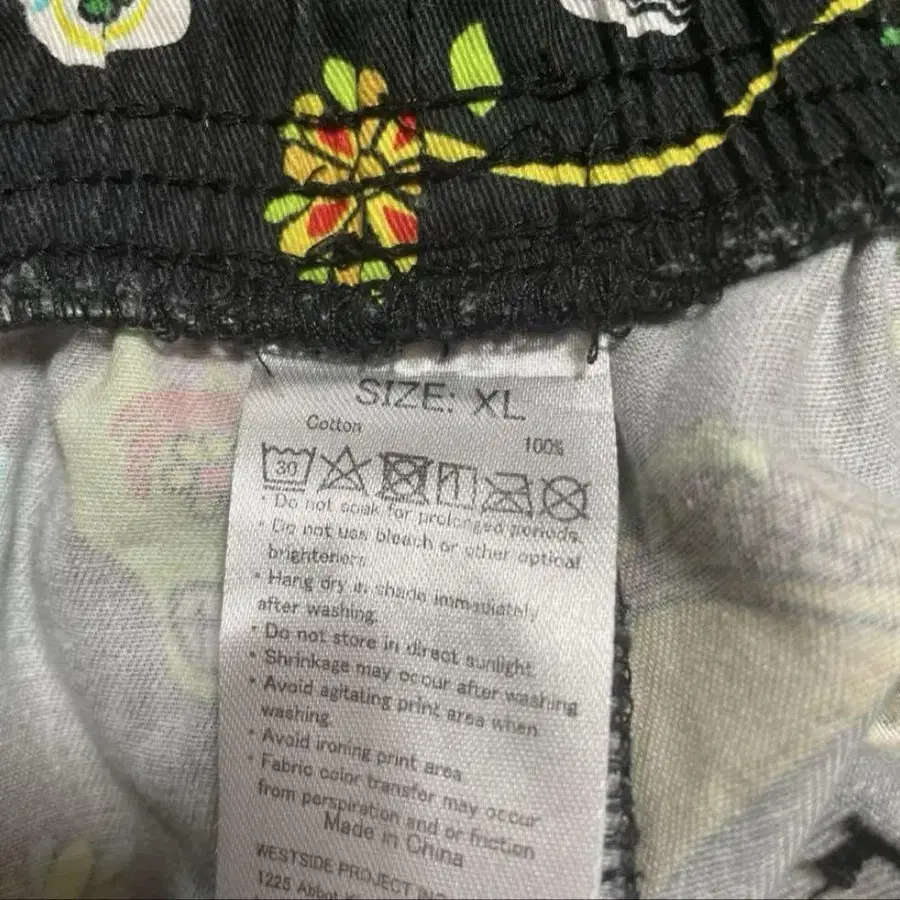 SIZE: XL
Cotton 100%
30
• Do not soak for prolonged periods.
• Do not use bleach or other optical
brighteners
• Hang dry in shade immediately
after washing.
• Do not store in direct sunlight
• Shrinkage may occur after washing
• Avoid agitating print area when
washing.
• Avoid ironing print area
• Fabric color transfer may occur
from perspiration and or friction
Made in China
WESTSIDE PROJECT INC
1225 Abbot